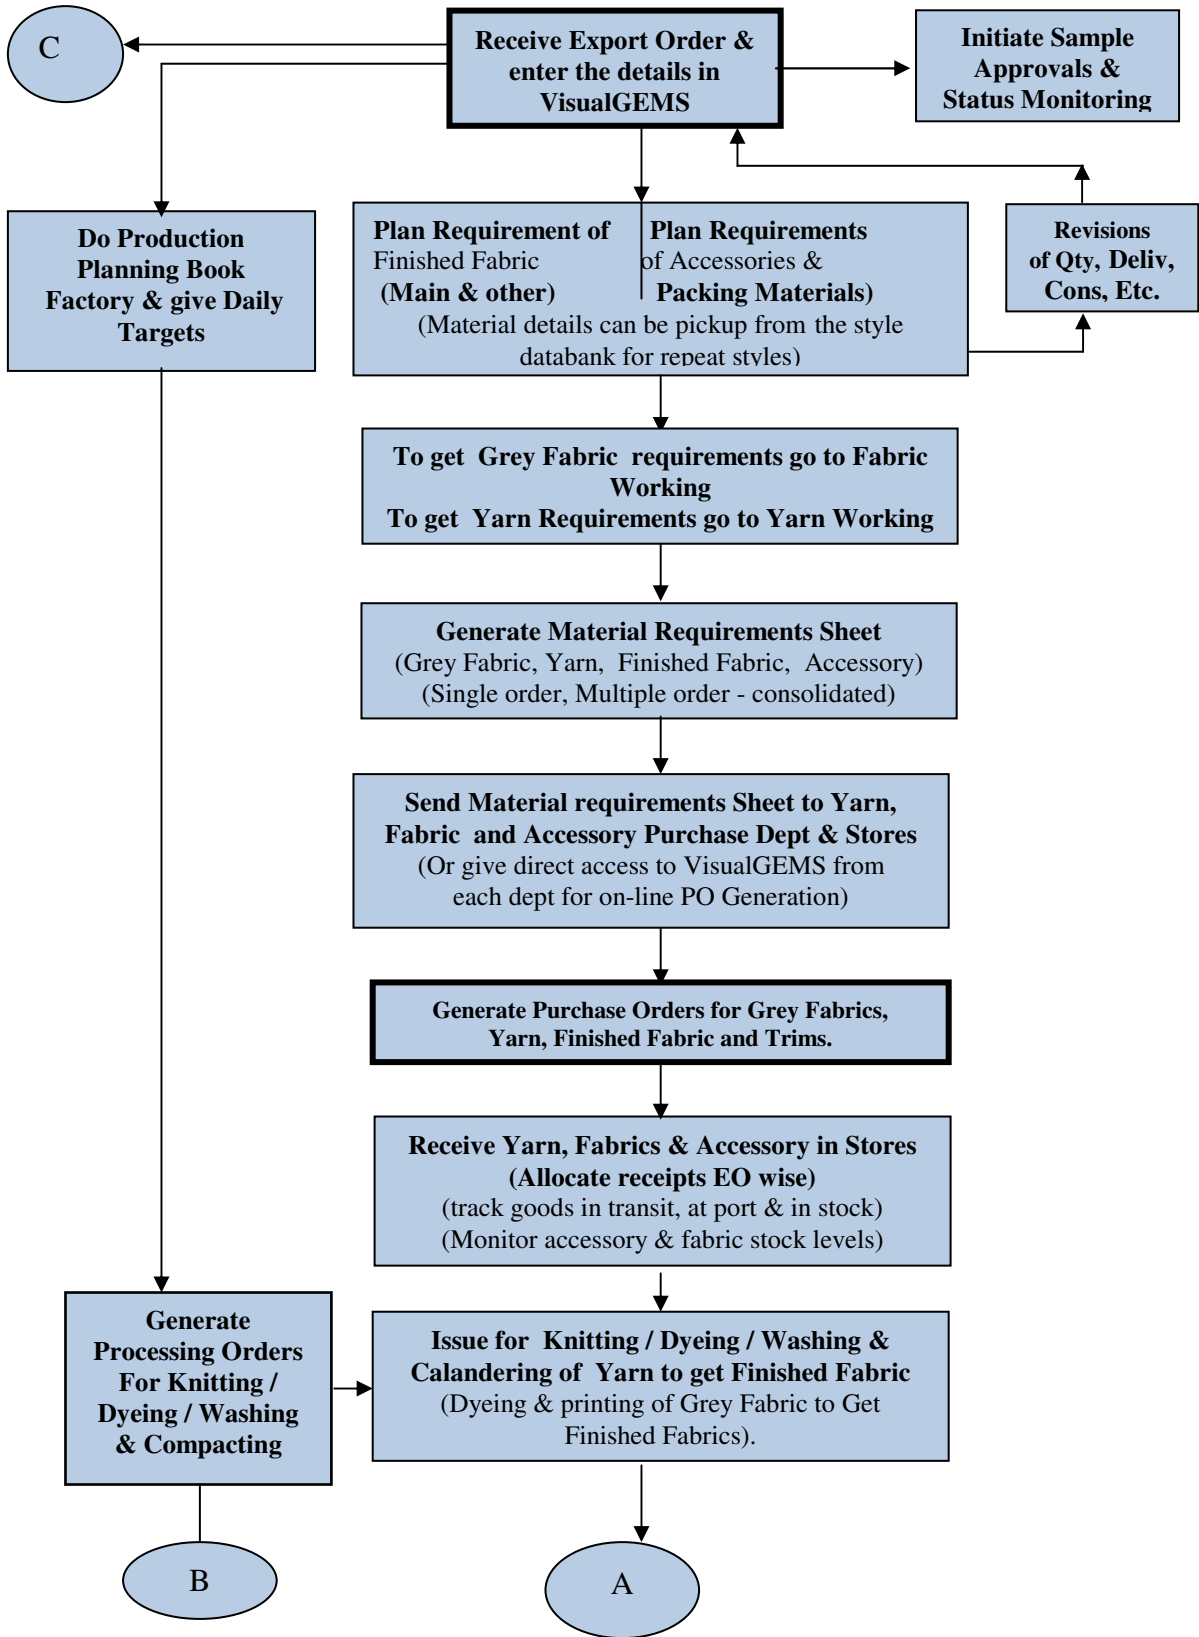 C
Receive Export Order &
enter the details in
VisualGEMS
Initiate Sample
Approvals &
Status Monitoring
Do Production
Planning Book
Factory & give Daily
Targets
Plan Requirement of Plan Requirements
Finished Fabric of Accessories &
(Main & other) Packing Materials)
(Material details can be pickup from the style
databank for repeat styles)
Revisions
of Qty, Deliv,
Cons, Etc.
To get Grey Fabric requirements go to Fabric
Working
To get Yarn Requirements go to Yarn Working
Generate Material Requirements Sheet
(Grey Fabric, Yarn, Finished Fabric, Accessory)
(Single order, Multiple order - consolidated)
Send Material requirements Sheet to Yarn,
Fabric and Accessory Purchase Dept & Stores
(Or give direct access to VisualGEMS from
each dept for on-line PO Generation)
Generate Purchase Orders for Grey Fabrics,
Yarn, Finished Fabric and Trims.
Receive Yarn, Fabrics & Accessory in Stores
(Allocate receipts EO wise)
(track goods in transit, at port & in stock)
(Monitor accessory & fabric stock levels)
Generate
Processing Orders
For Knitting /
Dyeing / Washing
& Compacting
Issue for Knitting / Dyeing / Washing &
Calandering of Yarn to get Finished Fabric
(Dyeing & printing of Grey Fabric to Get
Finished Fabrics).
B
A